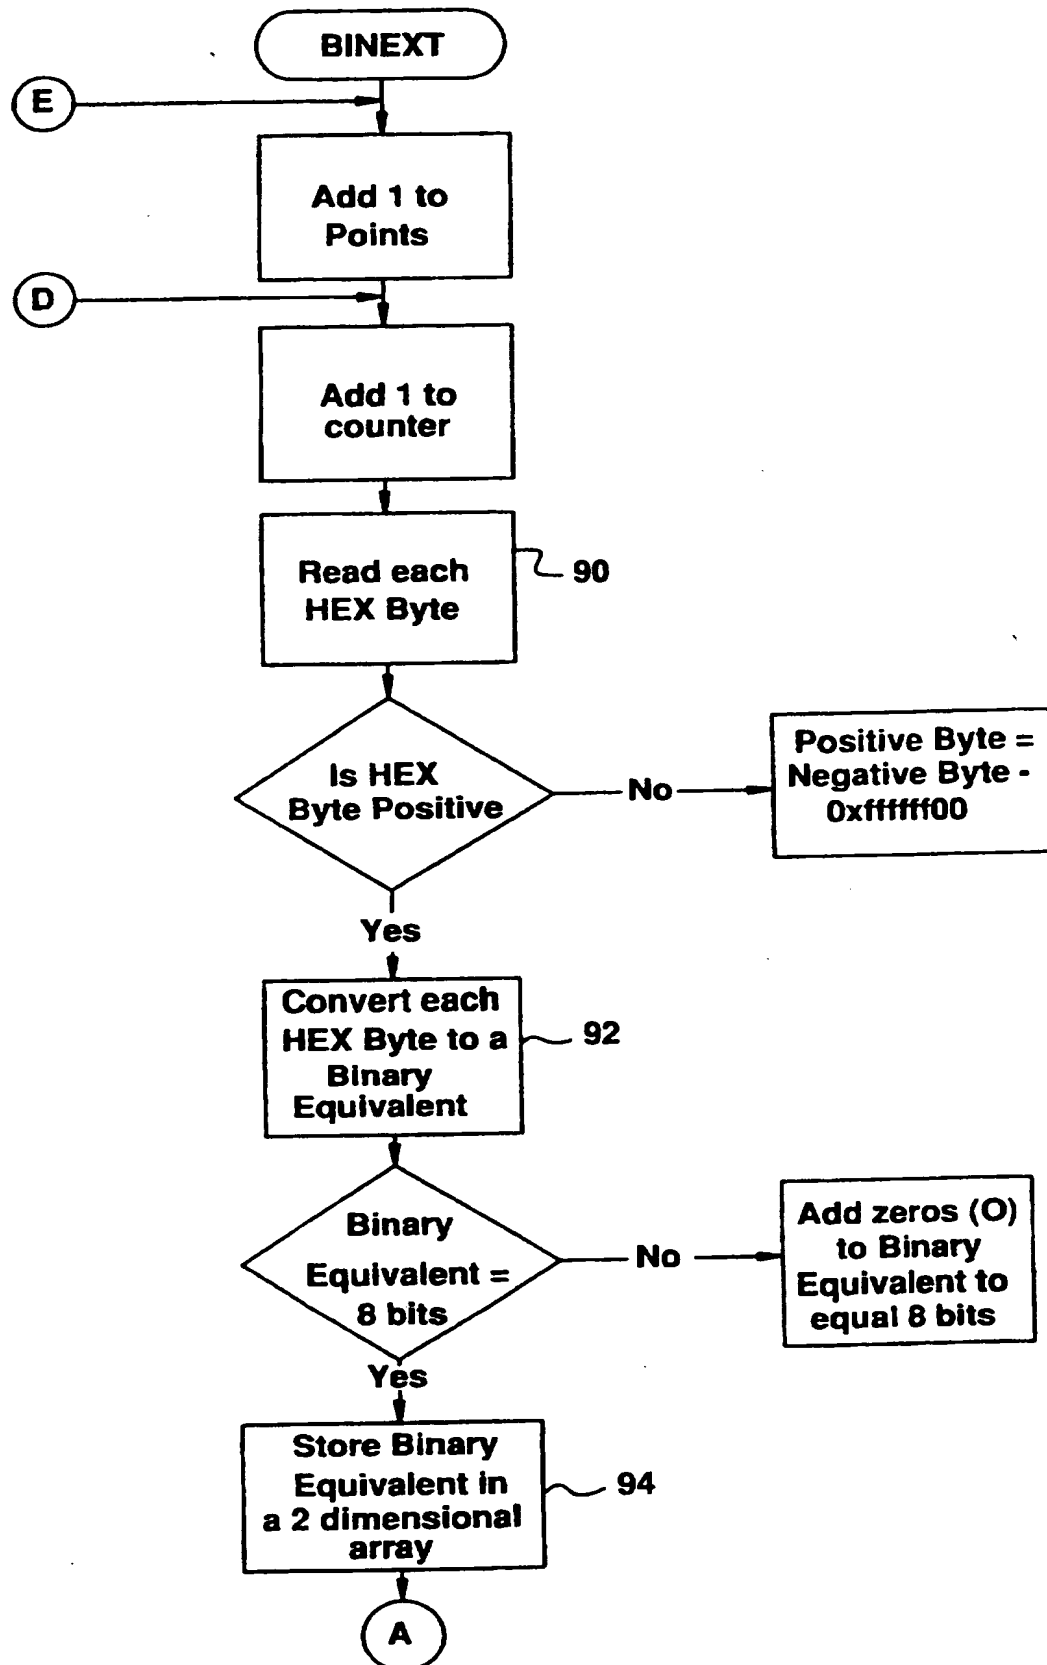 BINEXT
E
Add 1 to
Points
D
Add 1 to
counter
Read each
HEX Byte
90
Is HEX
Byte Positive
No
Positive Byte =
Negative Byte -
0xffffff00
Yes
Convert each
HEX Byte to a
Binary
Equivalent
92
Binary
Equivalent =
8 bits
No
Add zeros (O)
to Binary
Equivalent to
equal 8 bits
Yes
Store Binary
Equivalent in
a 2 dimensional
array
94
A